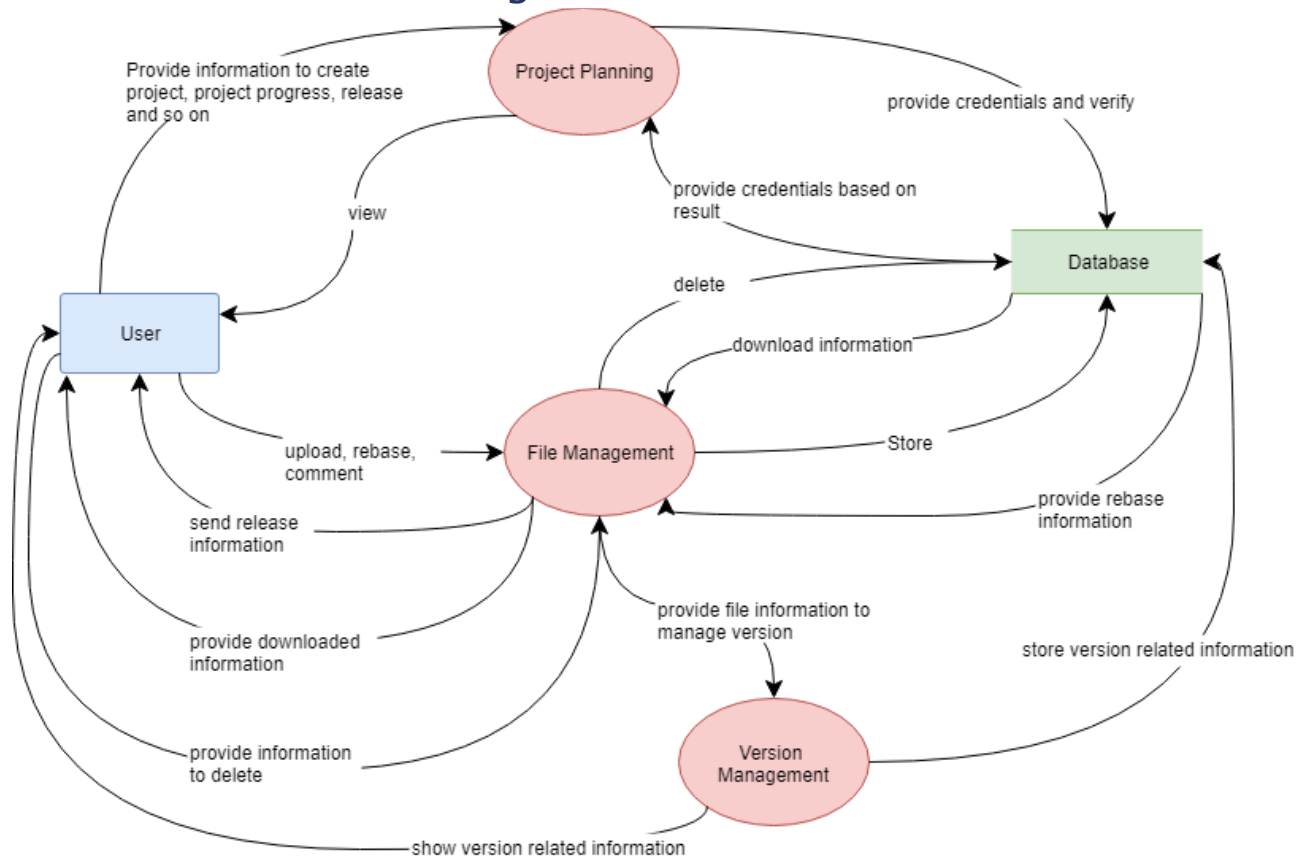 Project Planning
Provide information to create
project, project progress, release
and so on
provide credentials and verify
provide credentials based on
result
view
Database
delete
User
download information
upload, rebase,
comment
File Management
Store
provide rebase
information
send release
information
provide file information to
manage version
provide downloaded
information
store version related information
provide information
to delete
Version
Management
show version related information